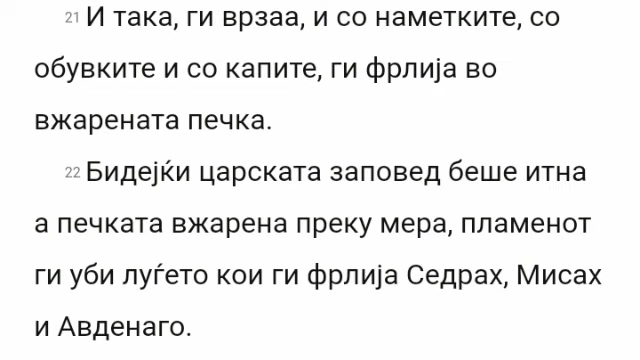 21 И така, ги врзаа, и со наметките, со
обувките и со капите, ги фрлија во
вжарената печка.
22 Бидејќи царската заповед беше итна
а печката вжарена преку мера, пламенот
ги уби луѓето кои ги фрлија Седрах, Мисах
и Авденаго.